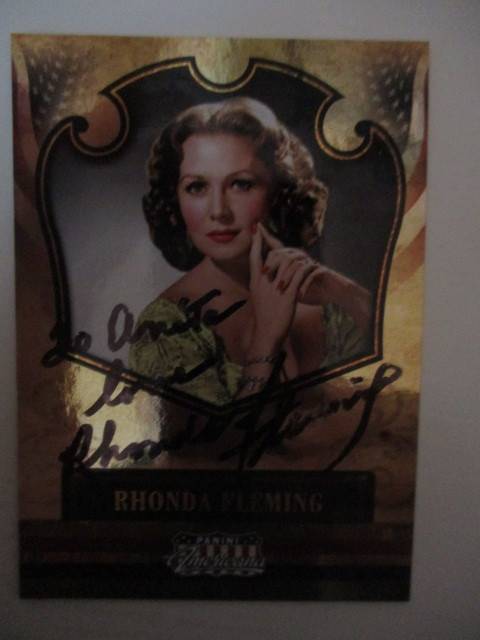 To Anita
Love
Rhonda Fleming
RHONDA FLEMING
PANINI
Americana